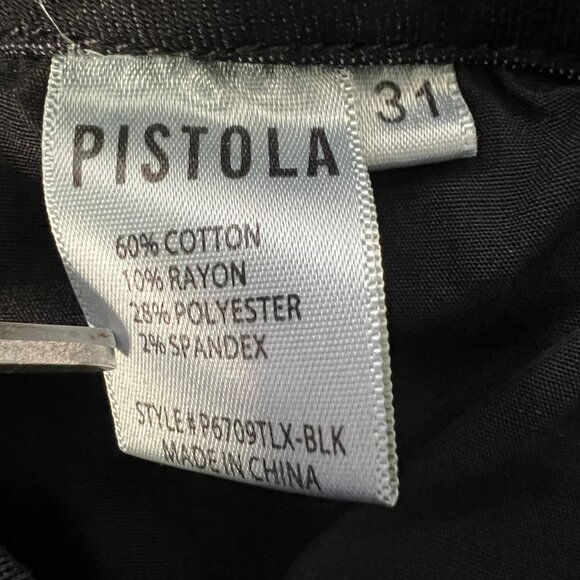 PISTOLA
31
60% COTTON
10% RAYON
28% POLYESTER
2% SPANDEX
STYLE#P6709TLX-BLK
MADE IN CHINA